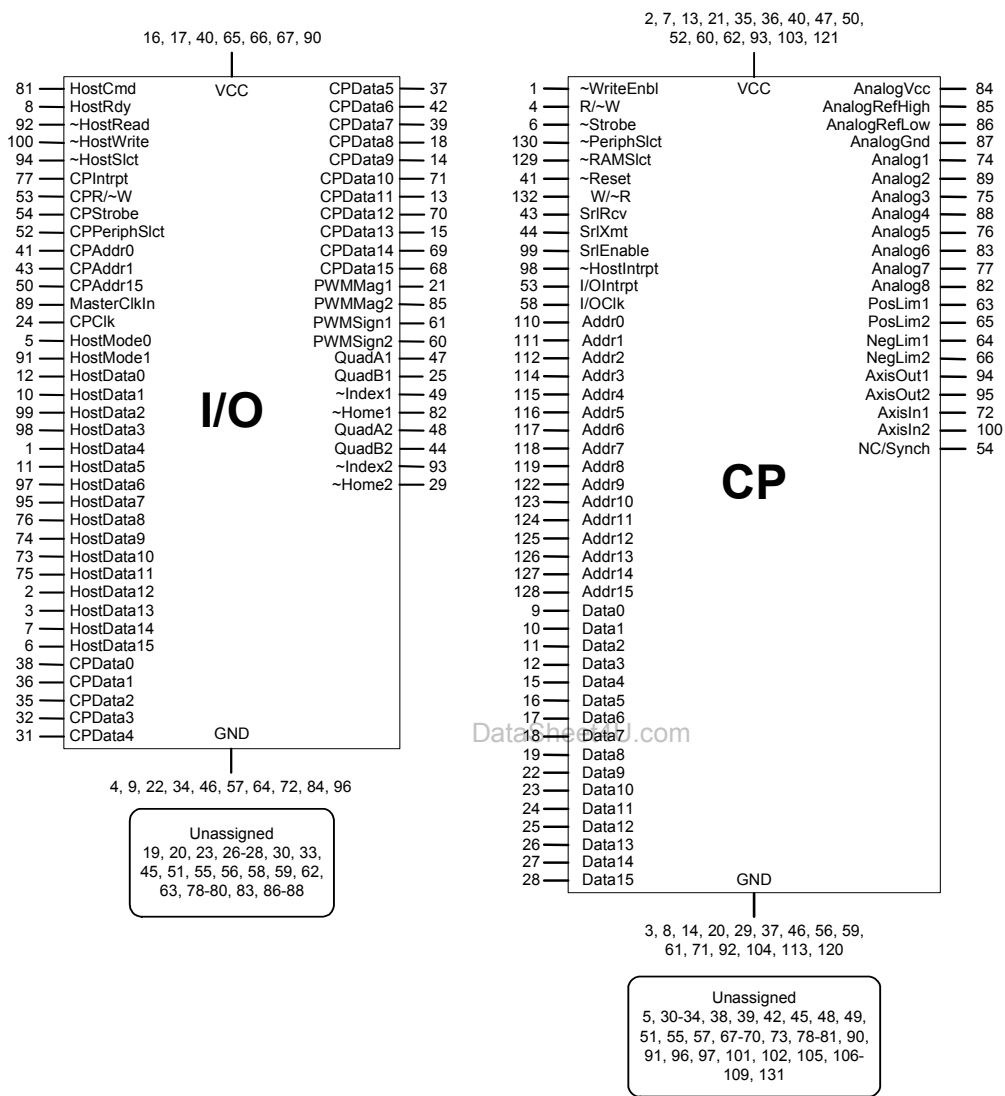 16, 17, 40, 65, 66, 67, 90
VCC
81 HostCmd
8 HostRdy
92 ~HostRead
100 ~HostWrite
94 ~HostSlct
77 CPIntrpt
53 CPR/~W
54 CPStrobe
52 CPPeriphSlct
41 CPAddr0
43 CPAddr1
50 CPAddr15
89 MasterClkIn
24 CPClk
5 HostMode0
91 HostMode1
12 HostData0
10 HostData1
99 HostData2
98 HostData3
1 HostData4
11 HostData5
97 HostData6
95 HostData7
76 HostData8
74 HostData9
73 HostData10
75 HostData11
2 HostData12
3 HostData13
7 HostData14
6 HostData15
38 CPData0
36 CPData1
35 CPData2
32 CPData3
31 CPData4
I/O
CPData5 37
CPData6 42
CPData7 39
CPData8 18
CPData9 14
CPData10 71
CPData11 13
CPData12 70
CPData13 15
CPData14 69
CPData15 68
PWMMag1 21
PWMMag2 85
PWMSign1 61
PWMSign2 60
QuadA1 47
QuadB1 25
~Index1 49
~Home1 82
QuadA2 48
QuadB2 44
~Index2 93
~Home2 29
GND
4, 9, 22, 34, 46, 57, 64, 72, 84, 96
Unassigned
19, 20, 23, 26-28, 30, 33,
45, 51, 55, 56, 58, 59, 62,
63, 78-80, 83, 86-88
2, 7, 13, 21, 35, 36, 40, 47, 50,
52, 60, 62, 93, 103, 121
VCC
1 ~WriteEnbl
4 R/~W
6 ~Strobe
130 ~PeriphSlct
129 ~RAMSlct
41 ~Reset
132 W/~R
43 SrlRcv
44 SrlXmt
99 SrlEnable
98 ~HostIntrpt
53 I/OIntrpt
58 I/OClk
110 Addr0
111 Addr1
112 Addr2
114 Addr3
115 Addr4
116 Addr5
117 Addr6
118 Addr7
119 Addr8
122 Addr9
123 Addr10
124 Addr11
125 Addr12
126 Addr13
127 Addr14
128 Addr15
9 Data0
10 Data1
11 Data2
12 Data3
15 Data4
16 Data5
17 Data6
18 Data7
19 Data8
22 Data9
23 Data10
24 Data11
25 Data12
26 Data13
27 Data14
28 Data15
CP
AnalogVcc 84
AnalogRefHigh 85
AnalogRefLow 86
AnalogGnd 87
Analog1 74
Analog2 89
Analog3 75
Analog4 88
Analog5 76
Analog6 83
Analog7 77
Analog8 82
PosLim1 63
PosLim2 65
NegLim1 64
NegLim2 66
AxisOut1 94
AxisOut2 95
AxisIn1 72
AxisIn2 100
NC/Synch 54
GND
3, 8, 14, 20, 29, 37, 46, 56, 59,
61, 71, 92, 104, 113, 120
Unassigned
5, 30-34, 38, 39, 42, 45, 48, 49,
51, 55, 57, 67-70, 73, 78-81, 90,
91, 96, 97, 101, 102, 105, 106-
109, 131
DataSheet4U.com